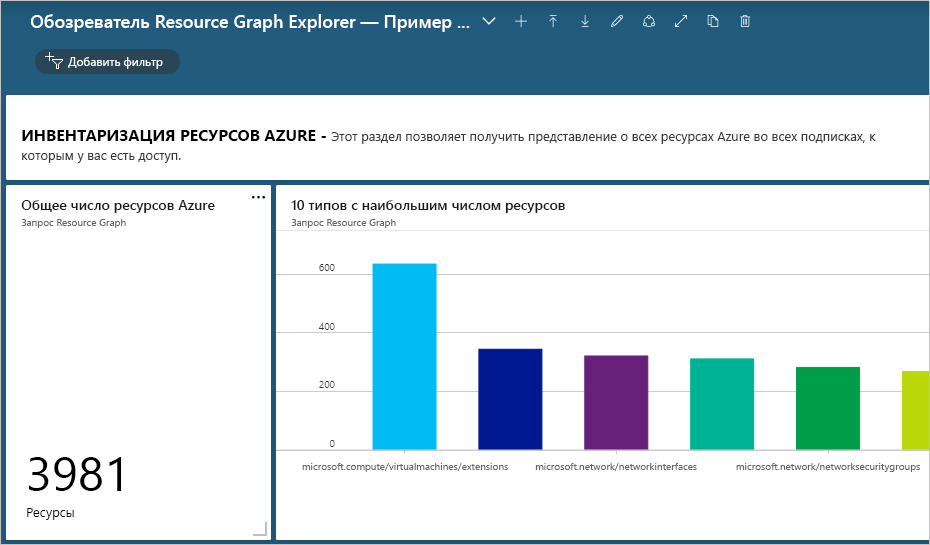 Обозреватель Resource Graph Explorer — Пример ...
Добавить фильтр
ИНВЕНТАРИЗАЦИЯ РЕСУРСОВ AZURE - Этот раздел позволяет получить представление о всех ресурсах Azure во всех подписках, к
которым у вас есть доступ.
Общее число ресурсов Azure
Запрос Resource Graph
3981
Ресурсы
10 типов с наибольшим числом ресурсов
Запрос Resource Graph
600
400
200
0
microsoft.compute/virtualmachines/extensions
microsoft.network/networkinterfaces
microsoft.network/networksecuritygroups